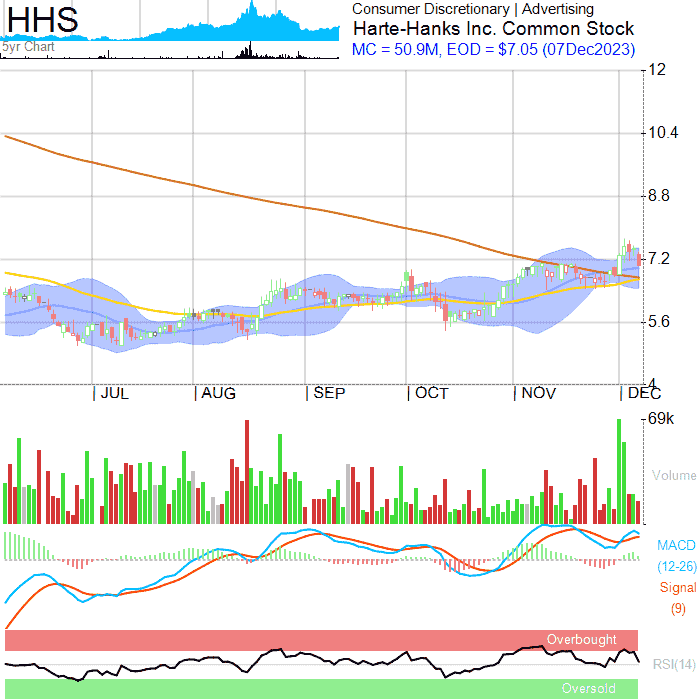 HHS
5yr Chart
Consumer Discretionary | Advertising
Harte-Hanks Inc. Common Stock
MC = 50.9M, EOD = $7.05 (07Dec2023)
12
10.4
8.8
7.2
5.6
4
| JUL | AUG | SEP | OCT | NOV | DEC
69k
Volume
MACD
(12-26)
Signal
(9)
Overbought
RSI(14)
Oversold